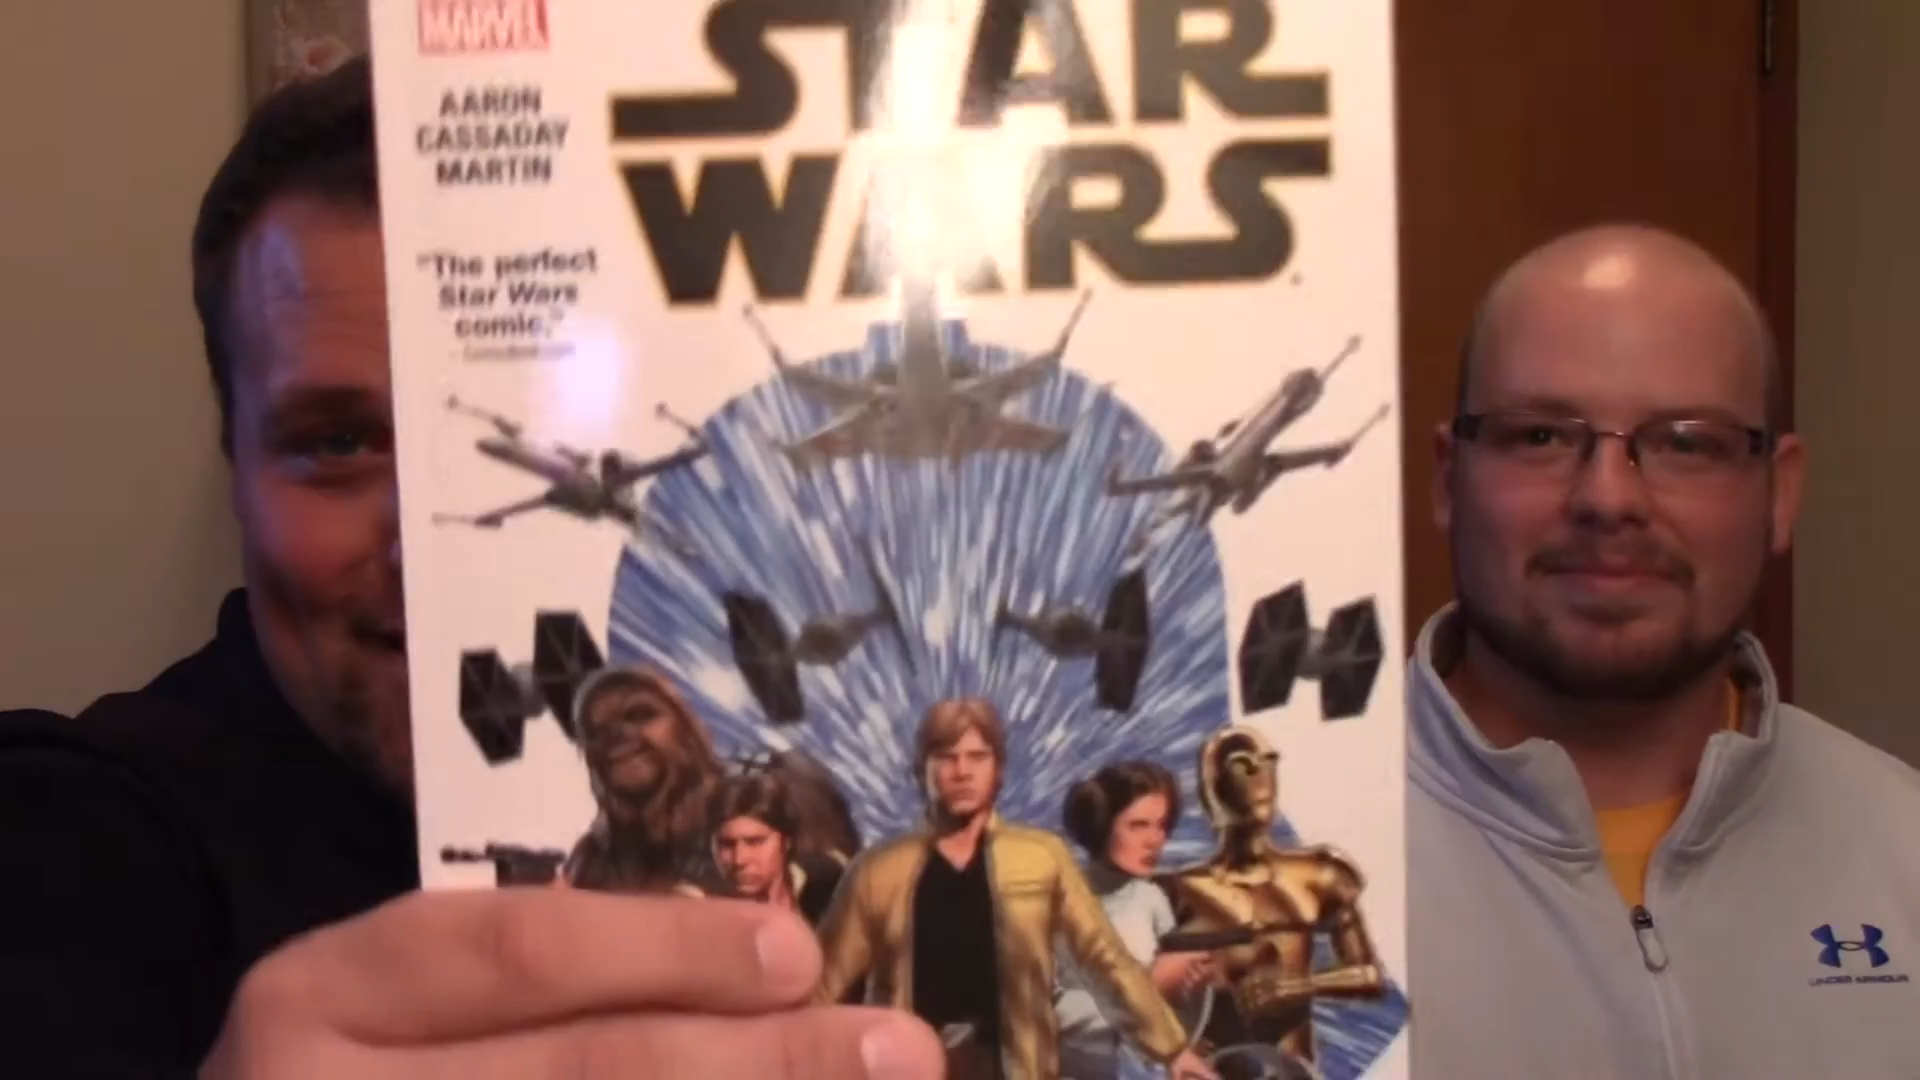 MARVEL
AARON
CASSADAY
MARTIN
STAR
WARS
"The perfect
Star Wars
comic."
UNDER ARMOUR